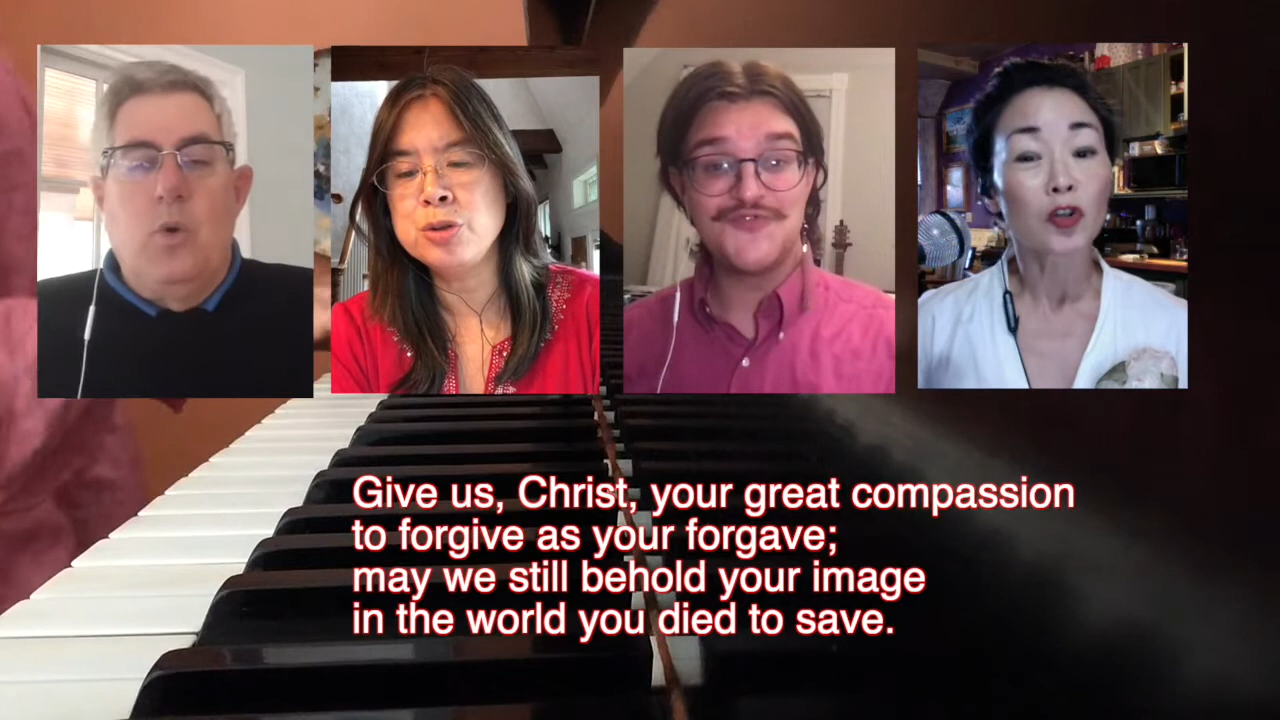 Give us, Christ, your great compassion
to forgive as your forgave;
may we still behold your image
in the world you died to save.